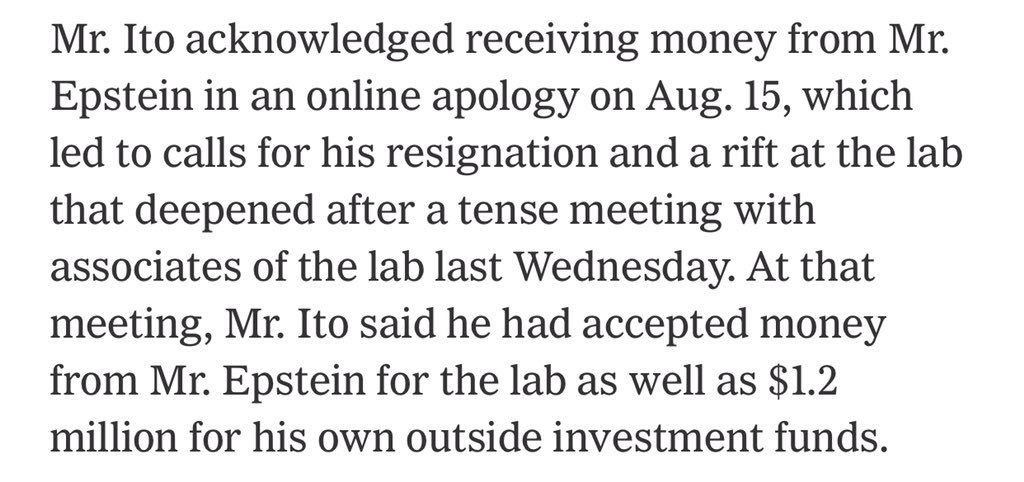 Mr. Ito acknowledged receiving money from Mr.
Epstein in an online apology on Aug. 15, which
led to calls for his resignation and a rift at the lab
that deepened after a tense meeting with
associates of the lab last Wednesday. At that
meeting, Mr. Ito said he had accepted money
from Mr. Epstein for the lab as well as $1.2
million for his own outside investment funds.